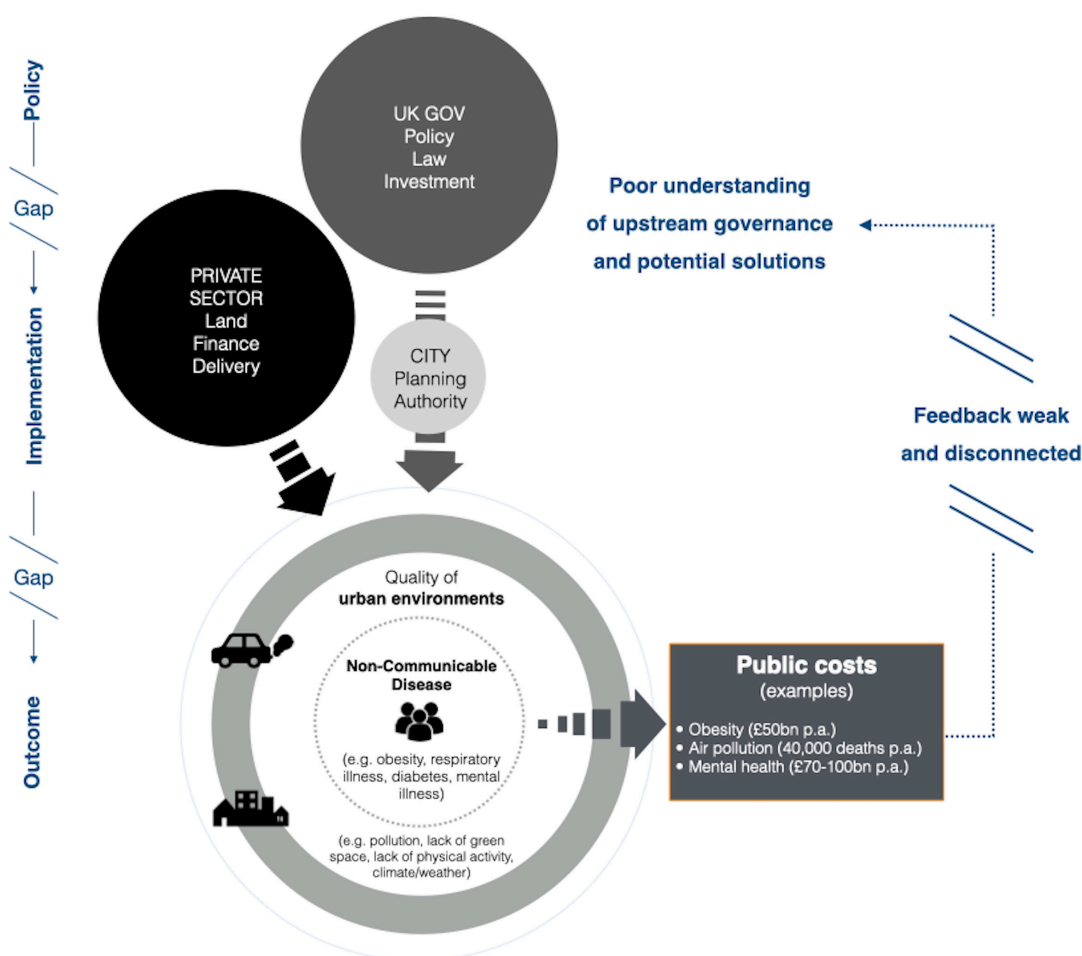 Policy
Gap
Implementation
Gap
Outcome
UK GOV
Policy
Law
Investment
PRIVATE
SECTOR
Land
Finance
Delivery
CITY
Planning
Authority
Poor understanding
of upstream governance
and potential solutions
Feedback weak
and disconnected
Quality of
urban environments
Non-Communicable
Disease
(e.g. obesity, respiratory
illness, diabetes, mental
illness)
(e.g. pollution, lack of green
space, lack of physical activity,
climate/weather)
Public costs
(examples)
• Obesity (£50bn p.a.)
• Air pollution (40,000 deaths p.a.)
• Mental health (£70-100bn p.a.)